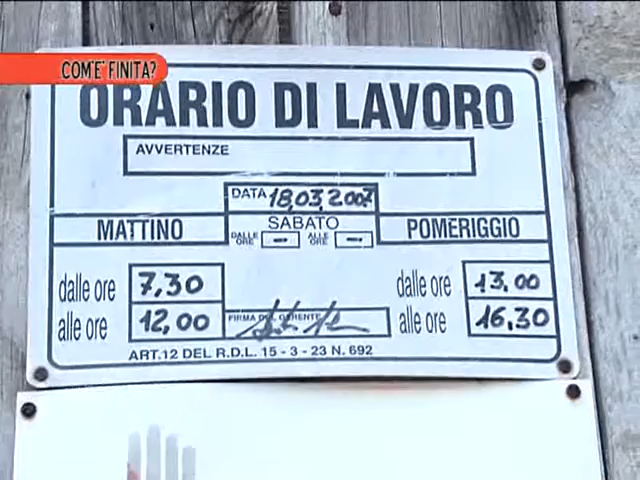 COM'E' FINITA?
ORARIO DI LAVORO
AVVERTENZE
DATA 18.03.2007
MATTINO
SABATO
DALLE ORE - ALLE ORE -
POMERIGGIO
dalle ore 7,30
alle ore 12,00
FIRMA DEL GERENTE
dalle ore 13,00
alle ore 16,30
ART.12 DEL R.D.L. 15 - 3 - 23 N. 692